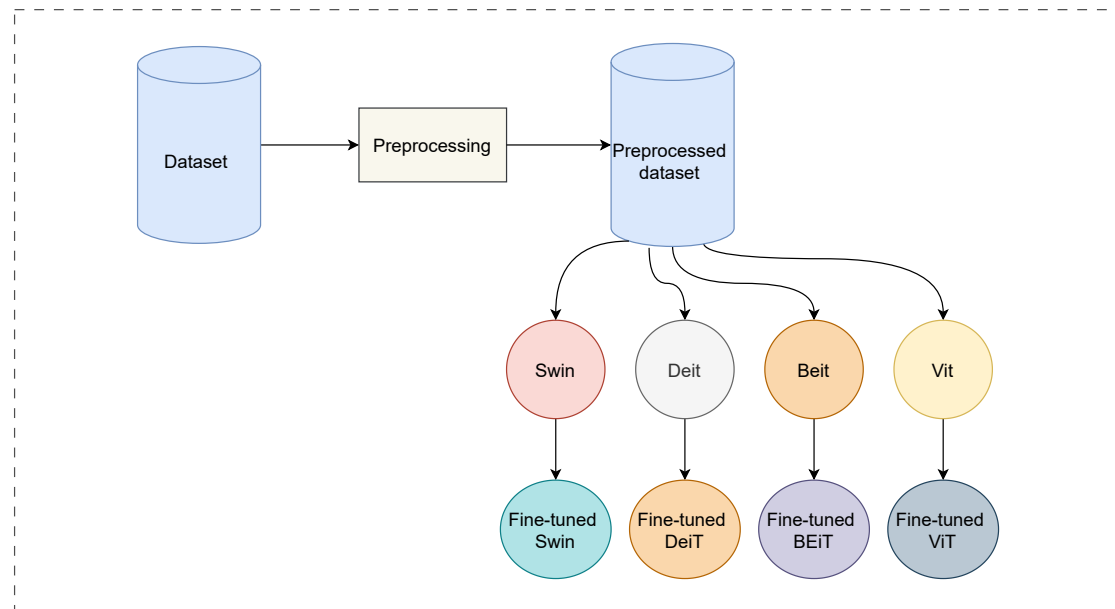 Dataset
Preprocessing
Preprocessed
dataset
Swin
Deit
Beit
Vit
Fine-tuned
Swin
Fine-tuned
DeiT
Fine-tuned
BEiT
Fine-tuned
ViT